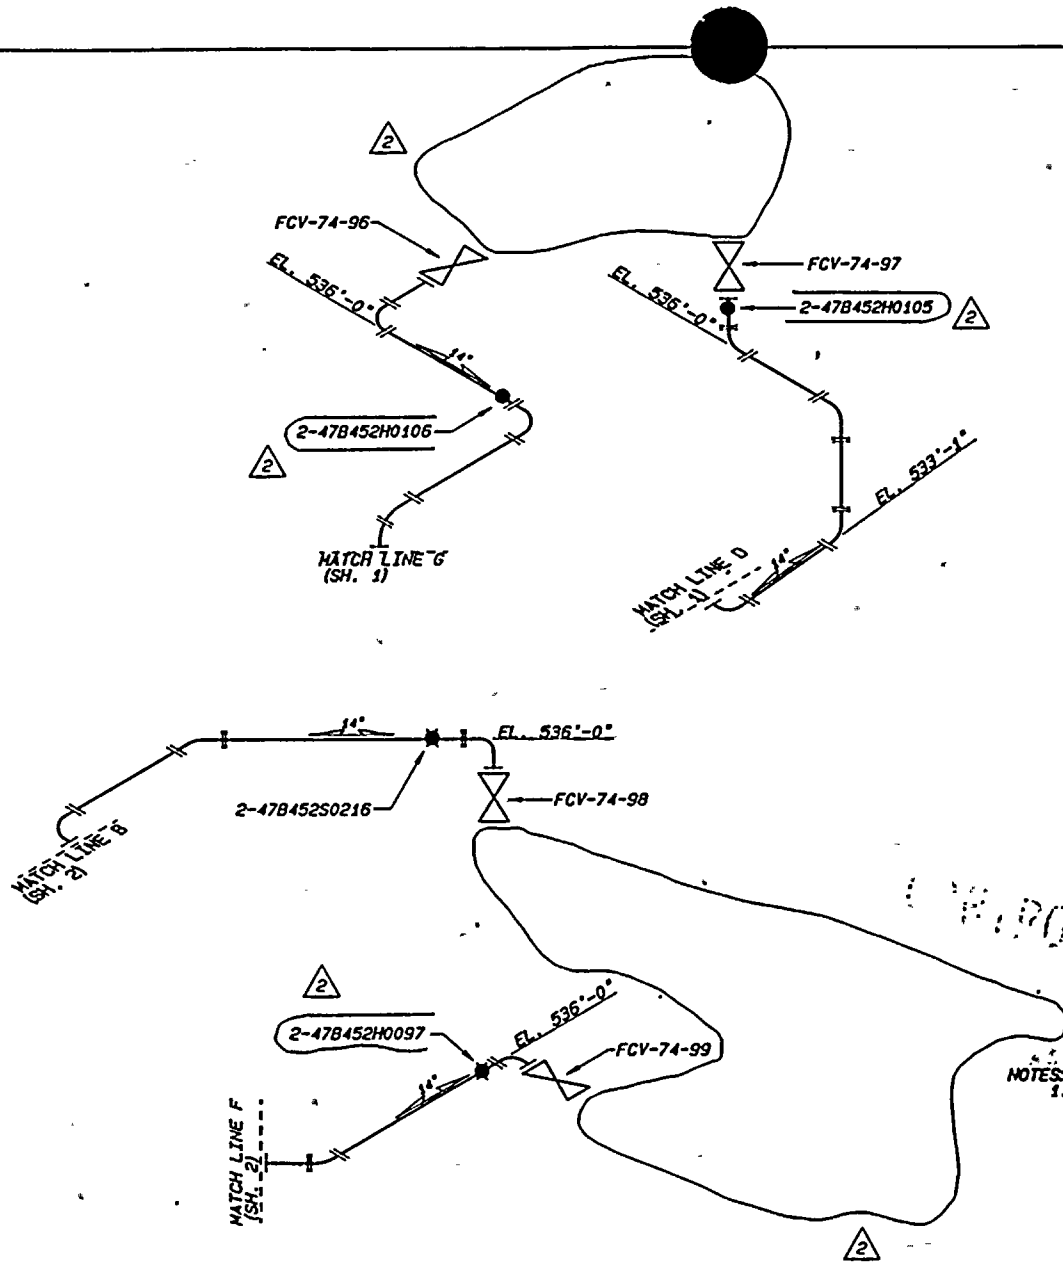 2
FCV-74-96
EL. 536'-0"
14"
2-47B452H0106
2
MATCH LINE G
(SH. 1)
FCV-74-97
EL. 536'-0"
2-47B452H0105
2
EL. 533'-1"
14"
MATCH LINE D
(SH. 1)
14"
EL. 536'-0"
2-47B452S0216
FCV-74-98
MATCH LINE B
(SH. 2)
2
2-47B452H0097
EL. 536'-0"
FCV-74-99
14"
MATCH LINE F
(SH. 2)
NOTES:
1.
2